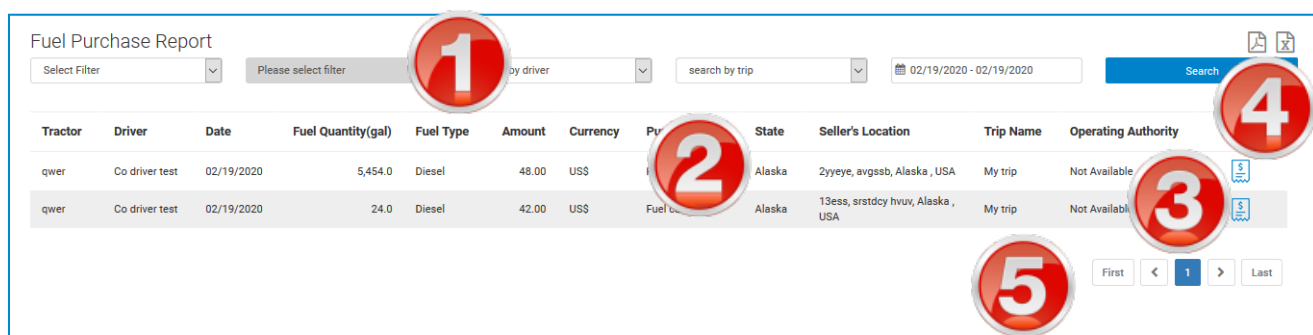 Fuel Purchase Report
Select Filter Please select filter by driver search by trip 02/19/2020 - 02/19/2020 Search
1
4
Tractor Driver Date Fuel Quantity(gal) Fuel Type Amount Currency State Seller's Location Trip Name Operating Authority
2
qwer Co driver test 02/19/2020 5,454.0 Diesel 48.00 US$ Alaska 2yyeye, avgssb, Alaska , USA My trip Not Available
3
qwer Co driver test 02/19/2020 24.0 Diesel 42.00 US$ Fuel Alaska 13ess, srstdcy hvuv, Alaska ,
USA My trip Not Available
5
First < 1 > Last